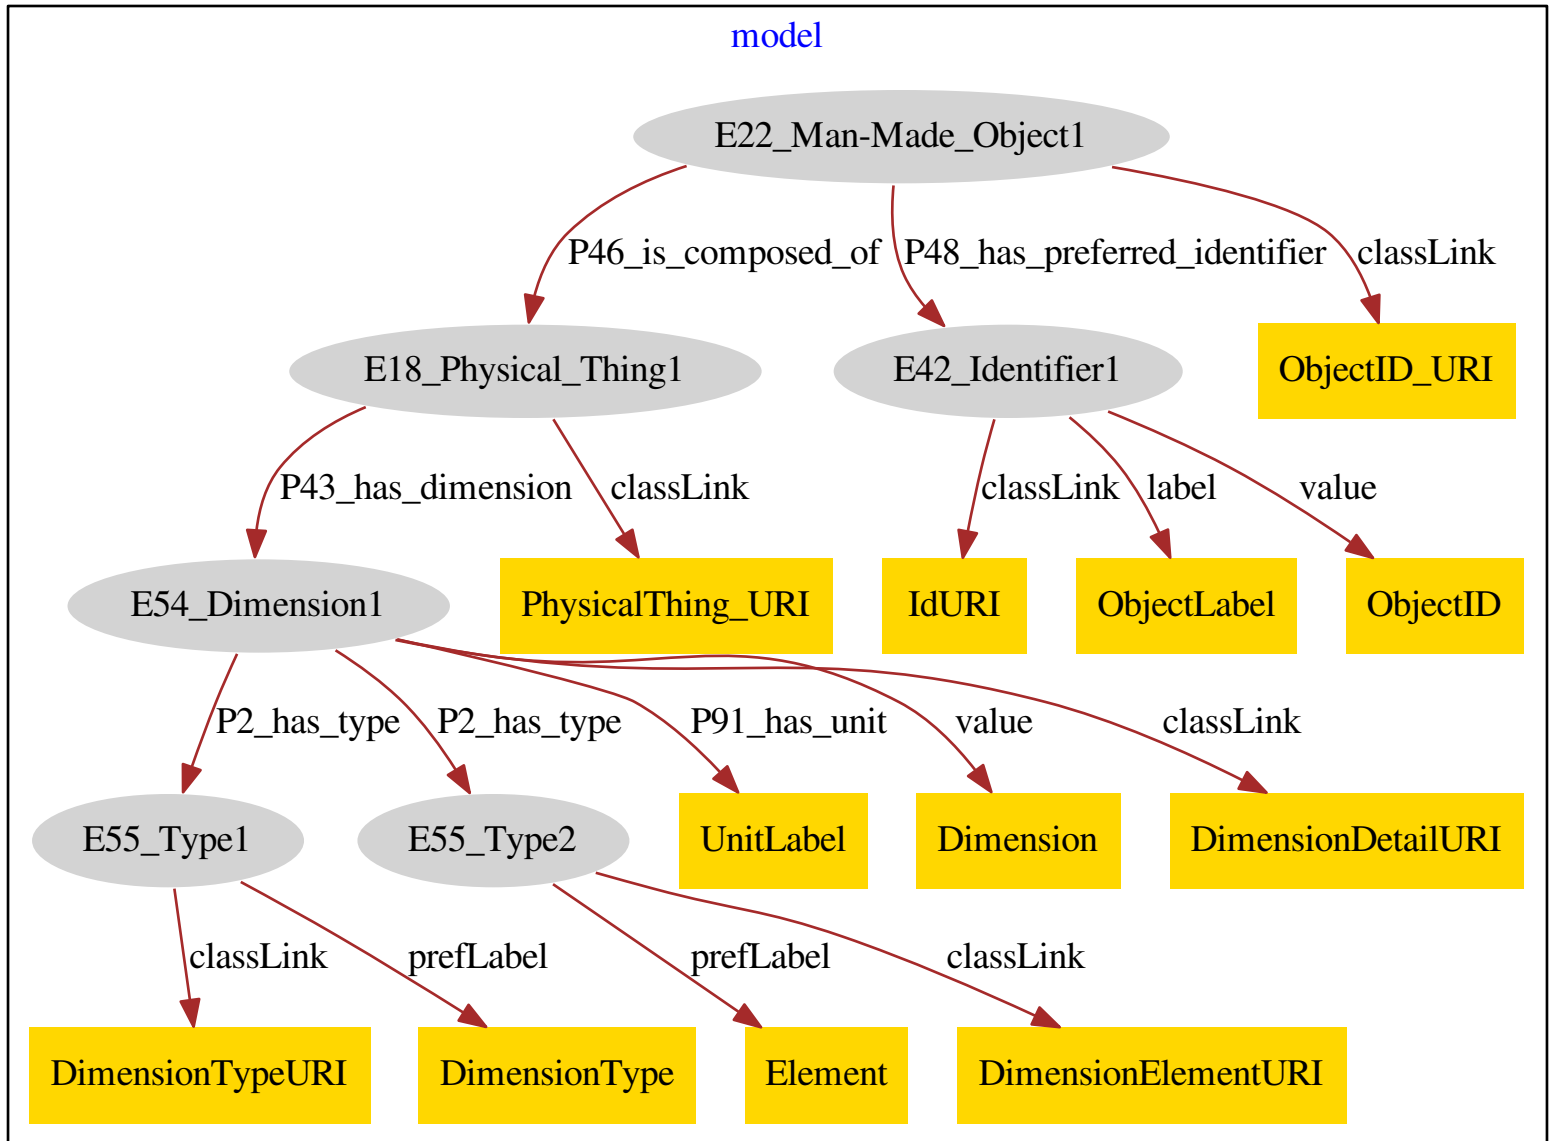 model
E22_Man-Made_Object1
P46_is_composed_of
P48_has_preferred_identifier
classLink
E18_Physical_Thing1
E42_Identifier1
ObjectID_URI
P43_has_dimension
classLink
classLink
label
value
E54_Dimension1
PhysicalThing_URI
IdURI
ObjectLabel
ObjectID
P2_has_type
P2_has_type
P91_has_unit
value
classLink
E55_Type1
E55_Type2
UnitLabel
Dimension
DimensionDetailURI
classLink
prefLabel
prefLabel
classLink
DimensionTypeURI
DimensionType
Element
DimensionElementURI